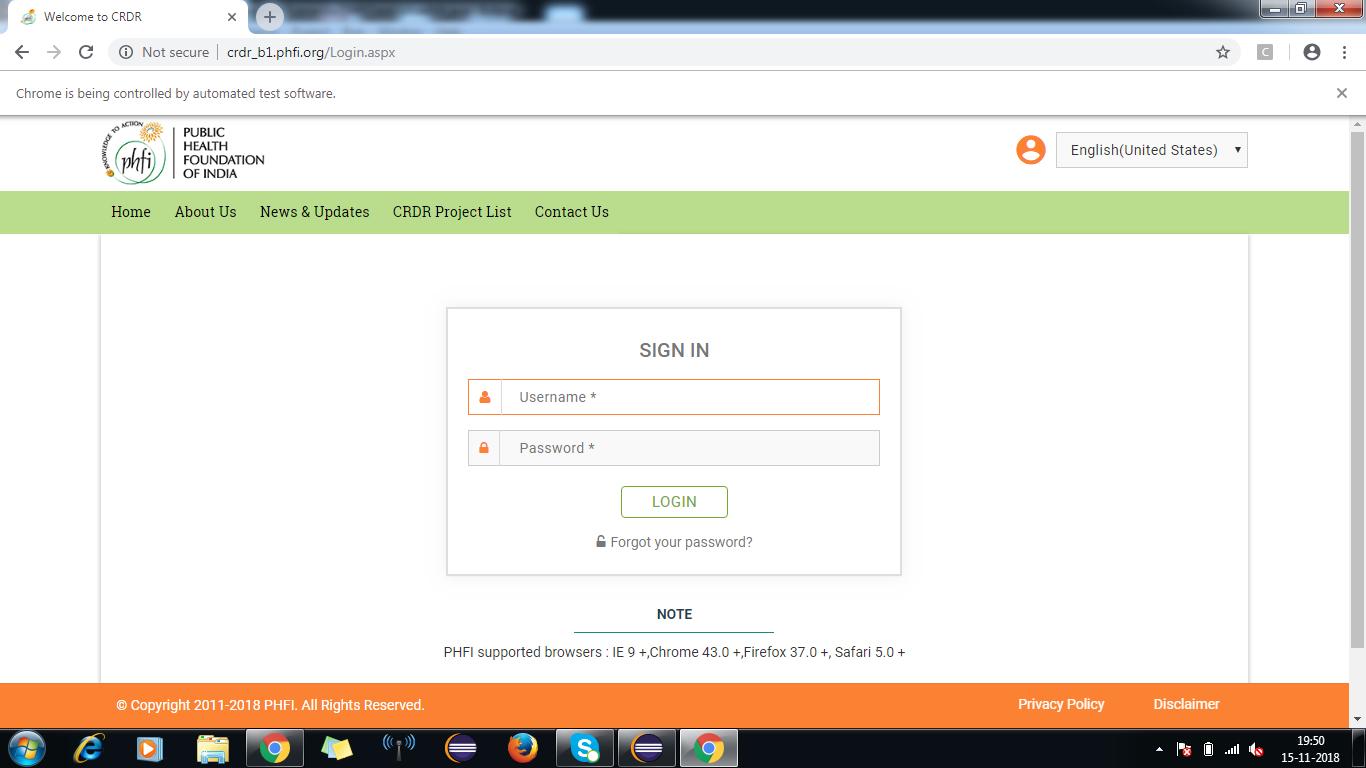 Welcome to CRDR
Not secure crdr_b1.phfi.org/Login.aspx
C
Chrome is being controlled by automated test software.
KNOWLEDGE TO ACTION
phfi
PUBLIC
HEALTH
FOUNDATION
OF INDIA
English(United States)
Home About Us News & Updates CRDR Project List Contact Us
SIGN IN
Username *
Password *
LOGIN
Forgot your password?
NOTE
PHFI supported browsers : IE 9 +,Chrome 43.0 +,Firefox 37.0 +, Safari 5.0 +
© Copyright 2011-2018 PHFI. All Rights Reserved. Privacy Policy Disclaimer
19:50
15-11-2018